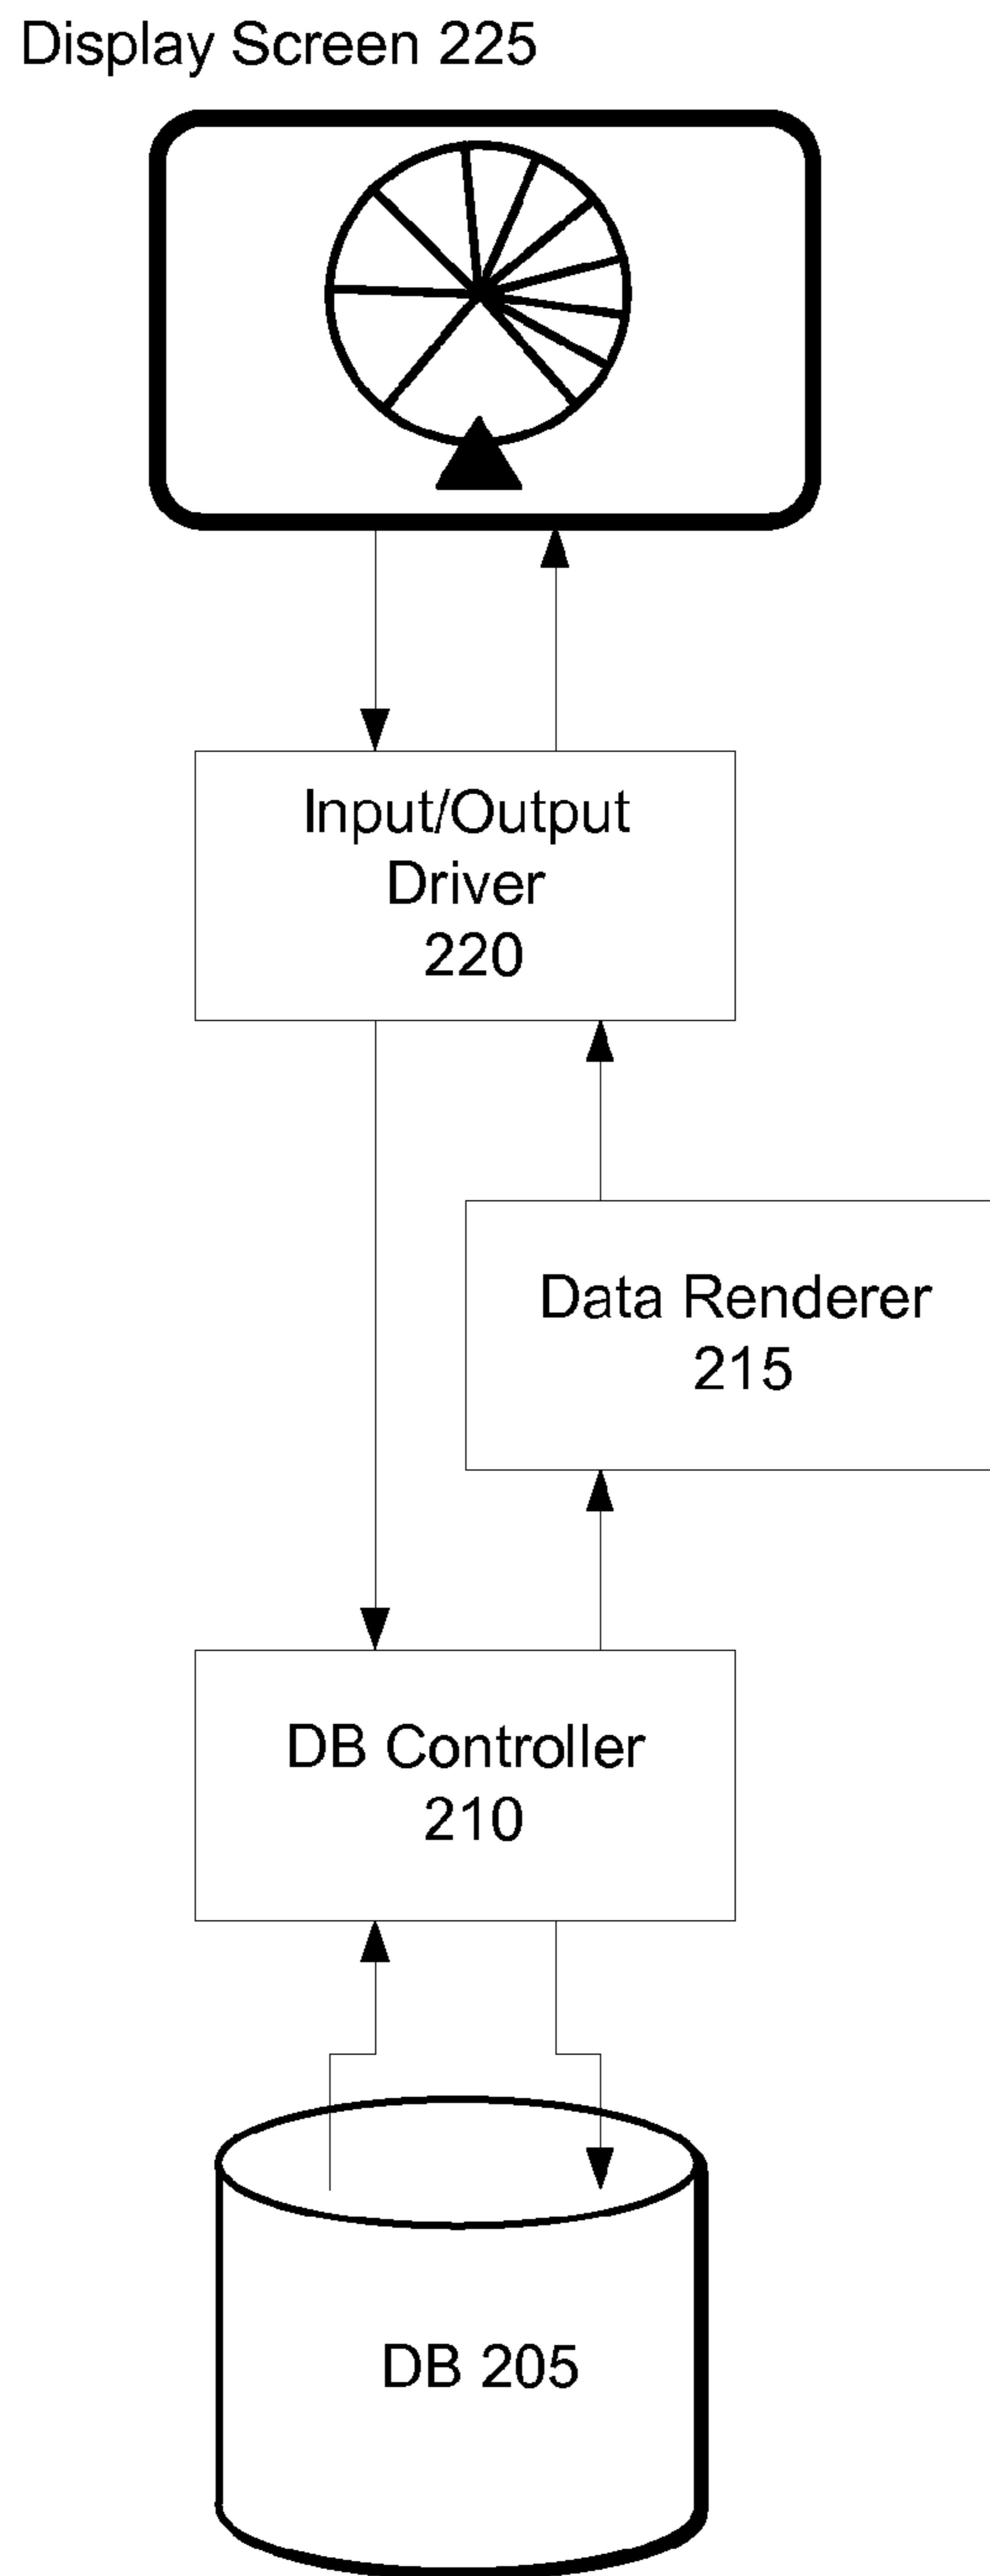 Display Screen 225
Input/Output
Driver
220
Data Renderer
215
DB Controller
210
DB 205